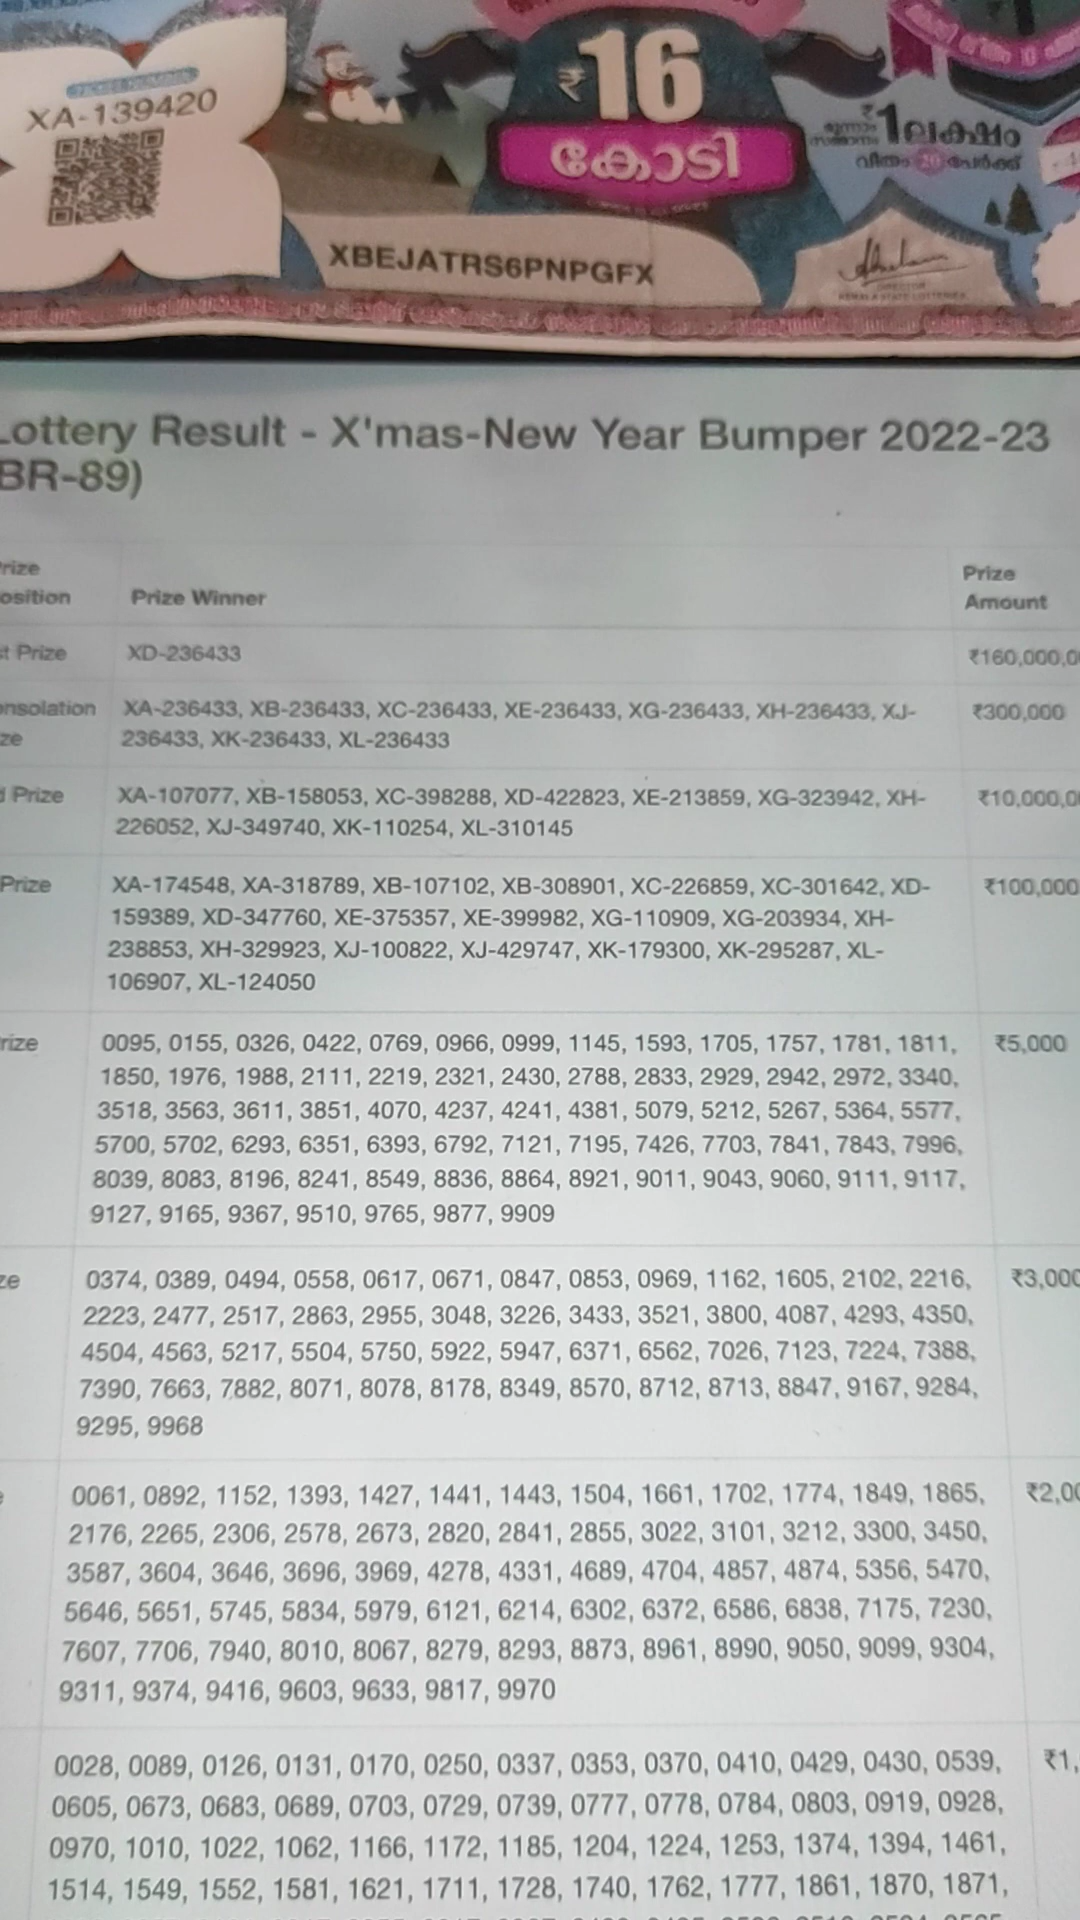 XA-139420
₹16
കോടി
₹1ലക്ഷം
XBEJATRS6PNPGFX
DIRECTOR
Lottery Result - X'mas-New Year Bumper 2022-23
BR-89)
Prize
Amount
Prize Winner
Prize
XD-236433
XA-236433, XB-236433, XC-236433, XE-236433, XG-236433, XH-236433, XJ-
₹300,000
236433, XK-236433, XL-236433
Prize
XA-107077, XB-158053, XC-398288, XD-422823, XE-213859, XG-323942, XH-
226052, XJ-349740, XK-110254, XL-310145
Prize
XA-174548, XA-318789, XB-107102, XB-308901, XC-226859, XC-301642, XD-
₹100,000
159389, XD-347760, XE-375357, XE-399982, XG-110909, XG-203934, XH-
238853, XH-329923, XJ-100822, XJ-429747, XK-179300, XK-295287, XL-
106907, XL-124050
0095, 0155, 0326, 0422, 0769, 0966, 0999, 1145, 1593, 1705, 1757, 1781, 1811,
₹5,000
1850, 1976, 1988, 2111, 2219, 2321, 2430, 2788, 2833, 2929, 2942, 2972, 3340,
3518, 3563, 3611, 3851, 4070, 4237, 4241, 4381, 5079, 5212, 5267, 5364, 5577,
5700, 5702, 6293, 6351, 6393, 6792, 7121, 7195, 7426, 7703, 7841, 7843, 7996,
8039, 8083, 8196, 8241, 8549, 8836, 8864, 8921, 9011, 9043, 9060, 9111, 9117,
9127, 9165, 9367, 9510, 9765, 9877, 9909
0374, 0389, 0494, 0558, 0617, 0671, 0847, 0853, 0969, 1162, 1605, 2102, 2216,
₹3,000
2223, 2477, 2517, 2863, 2955, 3048, 3226, 3433, 3521, 3800, 4087, 4293, 4350,
4504, 4563, 5217, 5504, 5750, 5922, 5947, 6371, 6562, 7026, 7123, 7224, 7388,
7390, 7663, 7882, 8071, 8078, 8178, 8349, 8570, 8712, 8713, 8847, 9167, 9284,
9295, 9968
0061, 0892, 1152, 1393, 1427, 1441, 1443, 1504, 1661, 1702, 1774, 1849, 1865,
2176, 2265, 2306, 2578, 2673, 2820, 2841, 2855, 3022, 3101, 3212, 3300, 3450,
3587, 3604, 3646, 3696, 3969, 4278, 4331, 4689, 4704, 4857, 4874, 5356, 5470,
5646, 5651, 5745, 5834, 5979, 6121, 6214, 6302, 6372, 6586, 6838, 7175, 7230,
7607, 7706, 7940, 8010, 8067, 8279, 8293, 8873, 8961, 8990, 9050, 9099, 9304,
9311, 9374, 9416, 9603, 9633, 9817, 9970
0028, 0089, 0126, 0131, 0170, 0250, 0337, 0353, 0370, 0410, 0429, 0430, 0539,
0605, 0673, 0683, 0689, 0703, 0729, 0739, 0777, 0778, 0784, 0803, 0919, 0928,
0970, 1010, 1022, 1062, 1166, 1172, 1185, 1204, 1224, 1253, 1374, 1394, 1461,
1514, 1549, 1552, 1581, 1621, 1711, 1728, 1740, 1762, 1777, 1861, 1870, 1871,